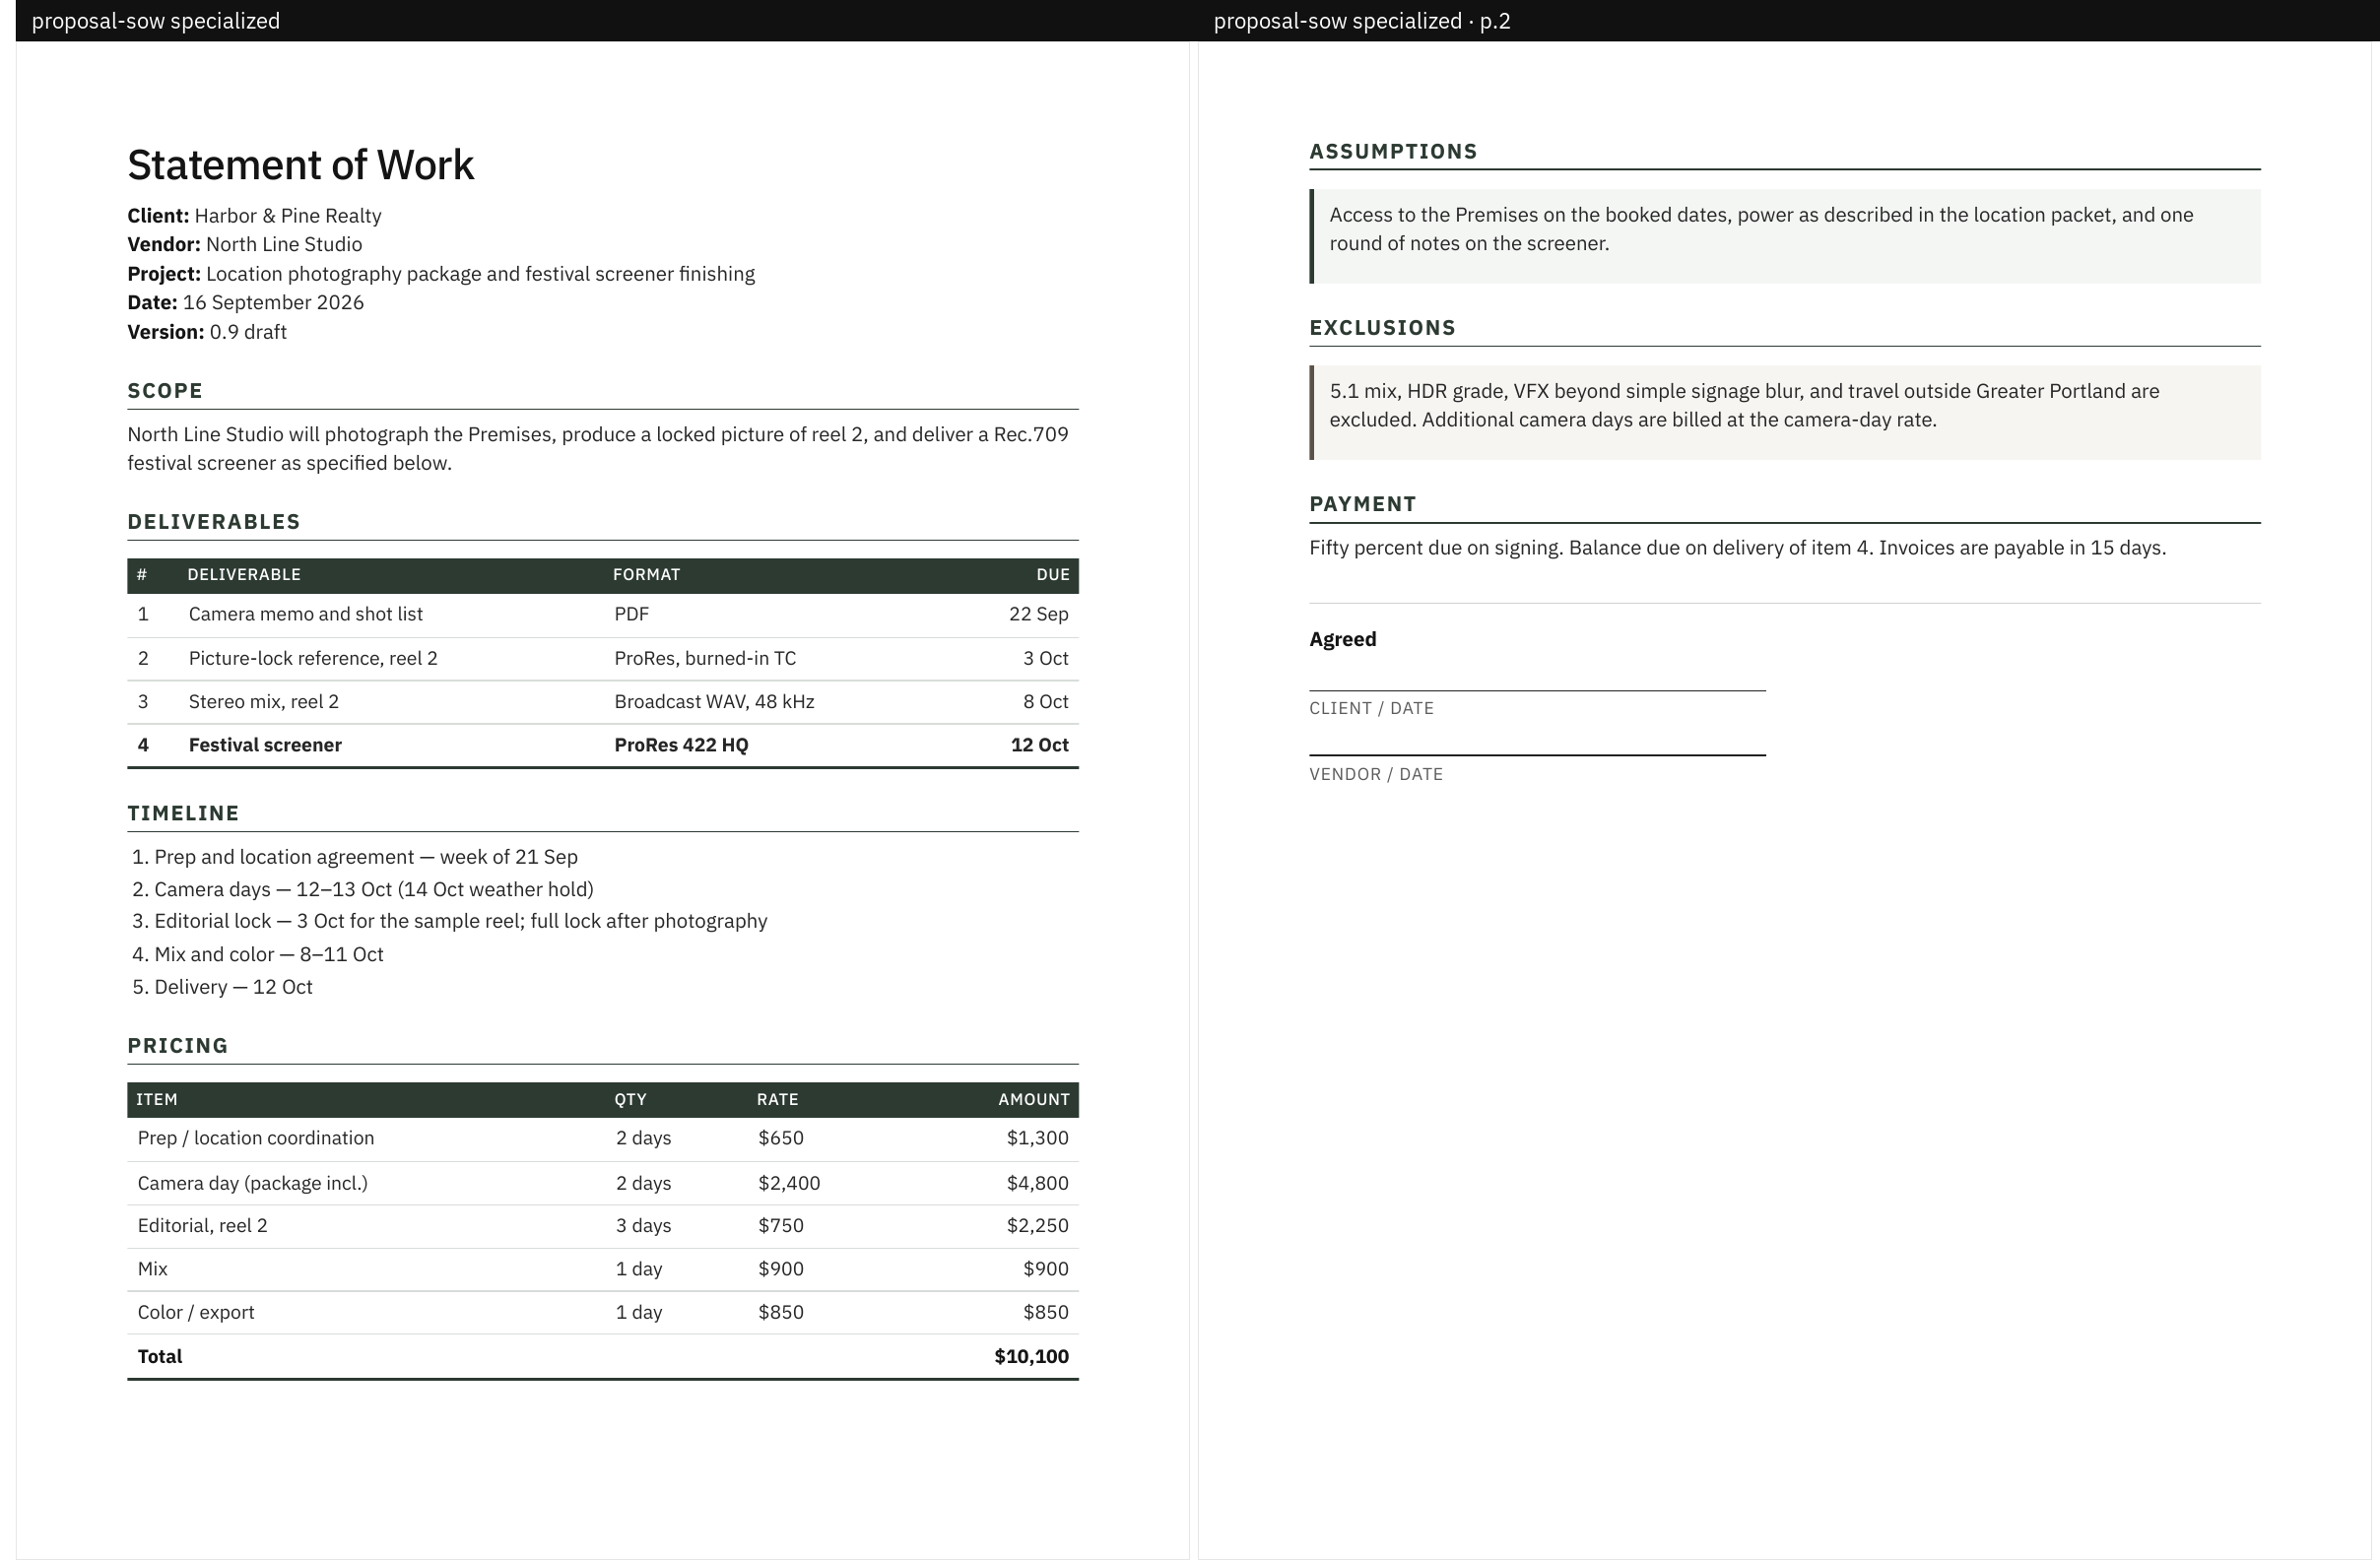 proposal-sow specialized
Statement of Work
Client: Harbor & Pine Realty
Vendor: North Line Studio
Project: Location photography package and festival screener finishing
Date: 16 September 2026
Version: 0.9 draft
SCOPE
North Line Studio will photograph the Premises, produce a locked picture of reel 2, and deliver a Rec.709
festival screener as specified below.
DELIVERABLES
# DELIVERABLE FORMAT DUE
1 Camera memo and shot list PDF 22 Sep
2 Picture-lock reference, reel 2 ProRes, burned-in TC 3 Oct
3 Stereo mix, reel 2 Broadcast WAV, 48 kHz 8 Oct
4 Festival screener ProRes 422 HQ 12 Oct
TIMELINE
1. Prep and location agreement — week of 21 Sep
2. Camera days — 12–13 Oct (14 Oct weather hold)
3. Editorial lock — 3 Oct for the sample reel; full lock after photography
4. Mix and color — 8–11 Oct
5. Delivery — 12 Oct
PRICING
ITEM QTY RATE AMOUNT
Prep / location coordination 2 days $650 $1,300
Camera day (package incl.) 2 days $2,400 $4,800
Editorial, reel 2 3 days $750 $2,250
Mix 1 day $900 $900
Color / export 1 day $850 $850
Total $10,100
proposal-sow specialized · p.2
ASSUMPTIONS
Access to the Premises on the booked dates, power as described in the location packet, and one
round of notes on the screener.
EXCLUSIONS
5.1 mix, HDR grade, VFX beyond simple signage blur, and travel outside Greater Portland are
excluded. Additional camera days are billed at the camera-day rate.
PAYMENT
Fifty percent due on signing. Balance due on delivery of item 4. Invoices are payable in 15 days.
Agreed
CLIENT / DATE
VENDOR / DATE